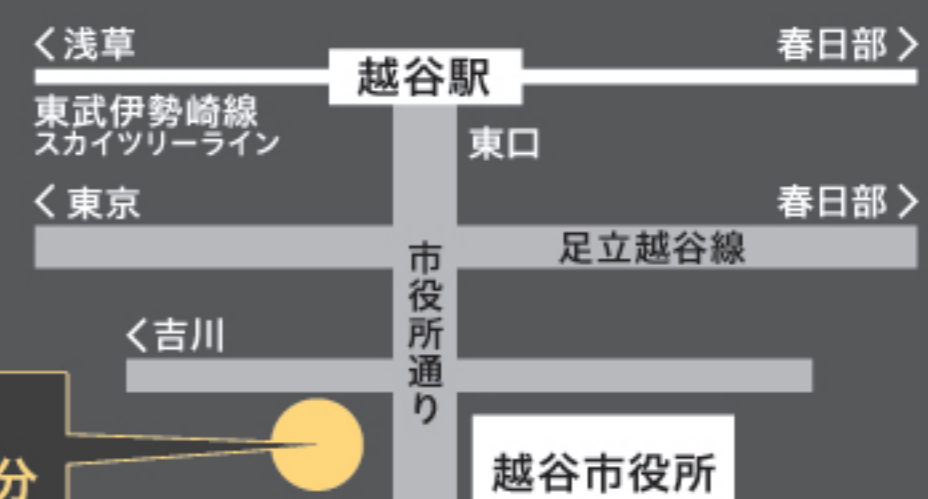 <浅草
春日部>
越谷駅
東武伊勢崎線
スカイツリーライン
東口
<東京
春日部>
足立越谷線
市役所通り
<吉川
越谷市役所
分